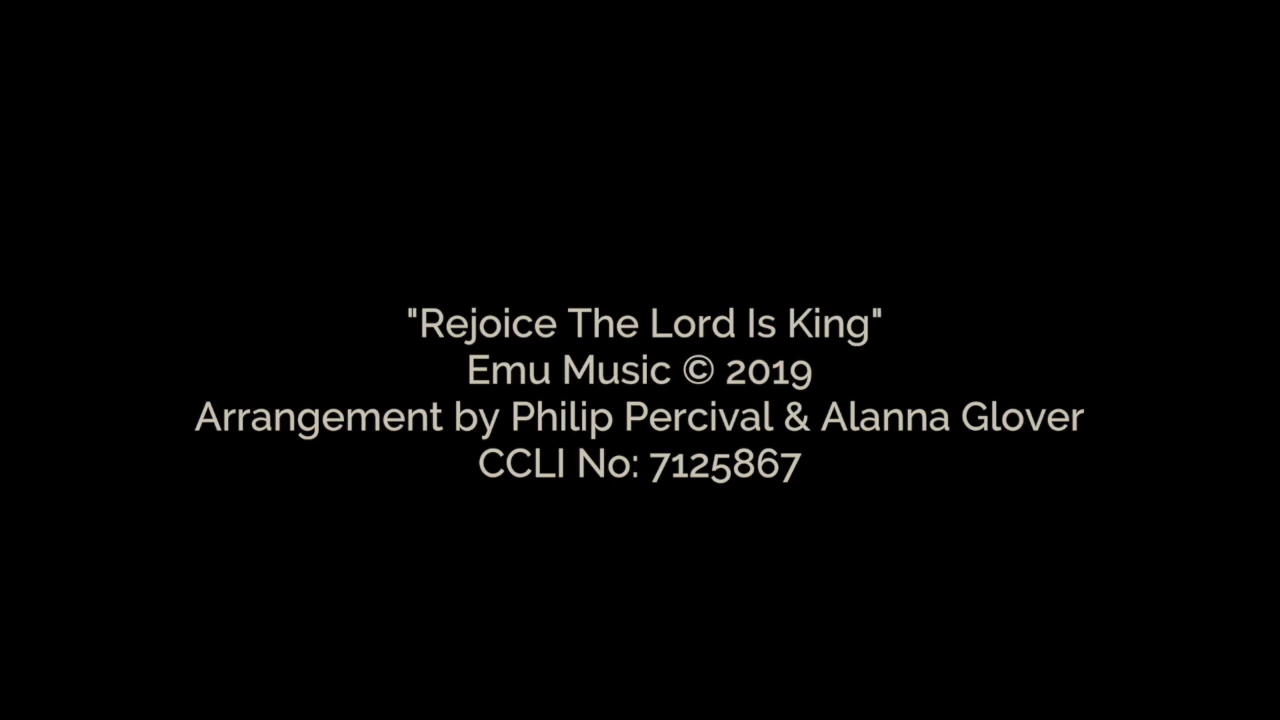 "Rejoice The Lord Is King"
Emu Music © 2019
Arrangement by Philip Percival & Alanna Glover
CCLI No: 7125867